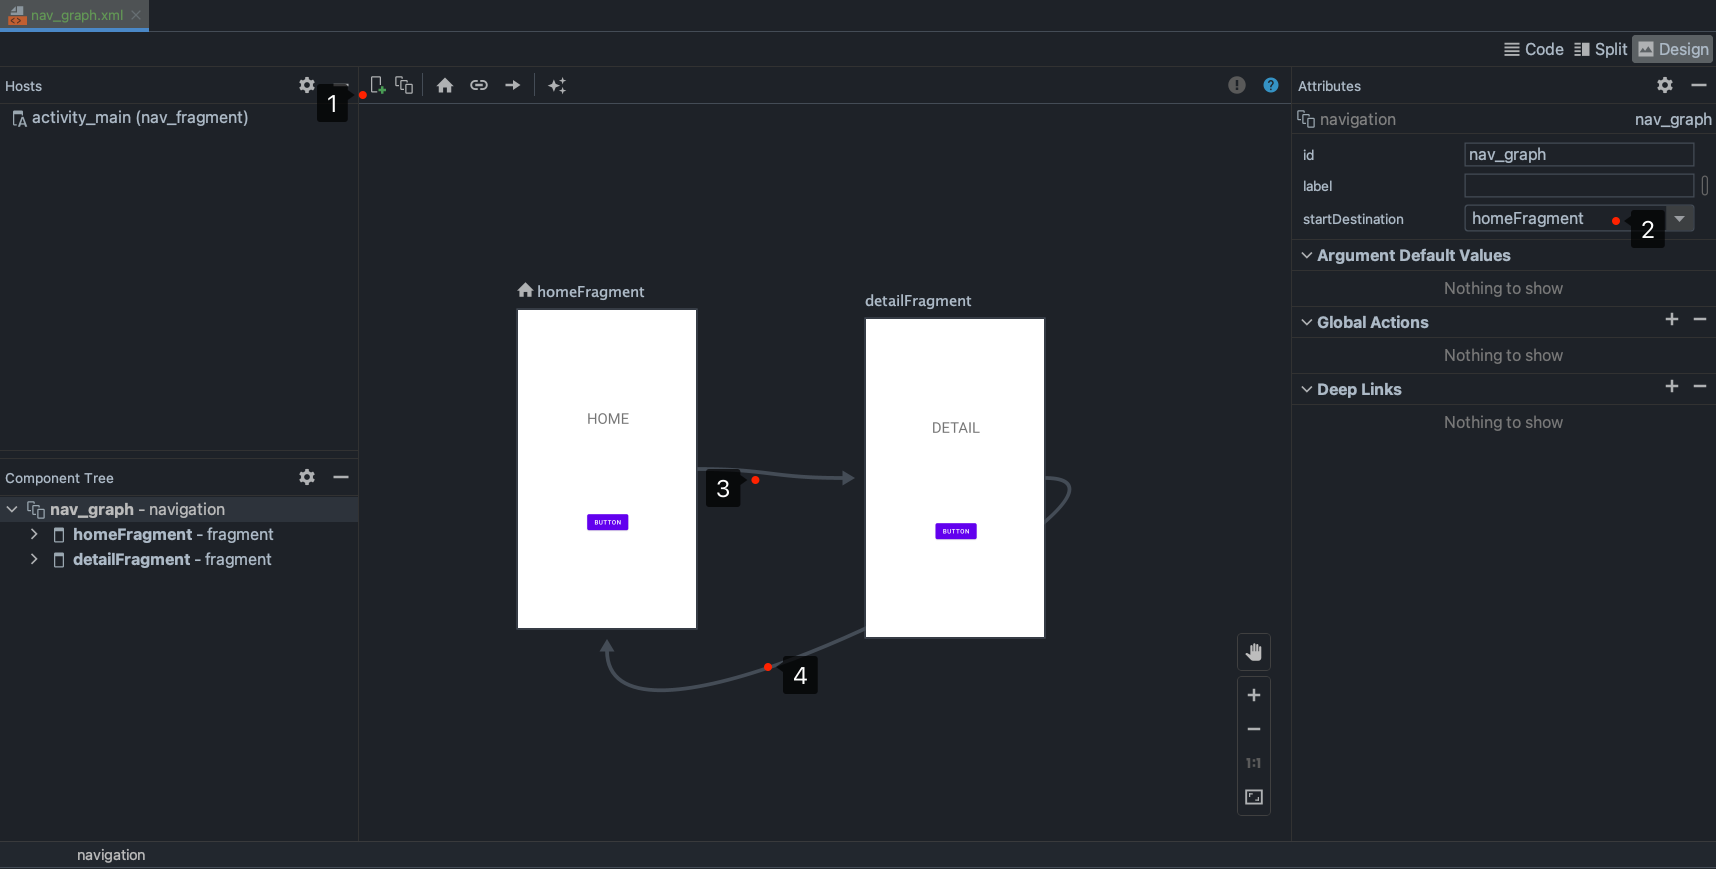 nav_graph.xml
Code Split Design
Hosts
activity_main (nav_fragment)
1
Attributes
navigation nav_graph
id nav_graph
label
startDestination homeFragment
2
Argument Default Values
Nothing to show
Global Actions
Nothing to show
Deep Links
Nothing to show
homeFragment
HOME
BUTTON
detailFragment
DETAIL
BUTTON
3
4
Component Tree
nav_graph - navigation
homeFragment - fragment
detailFragment - fragment
1:1
navigation